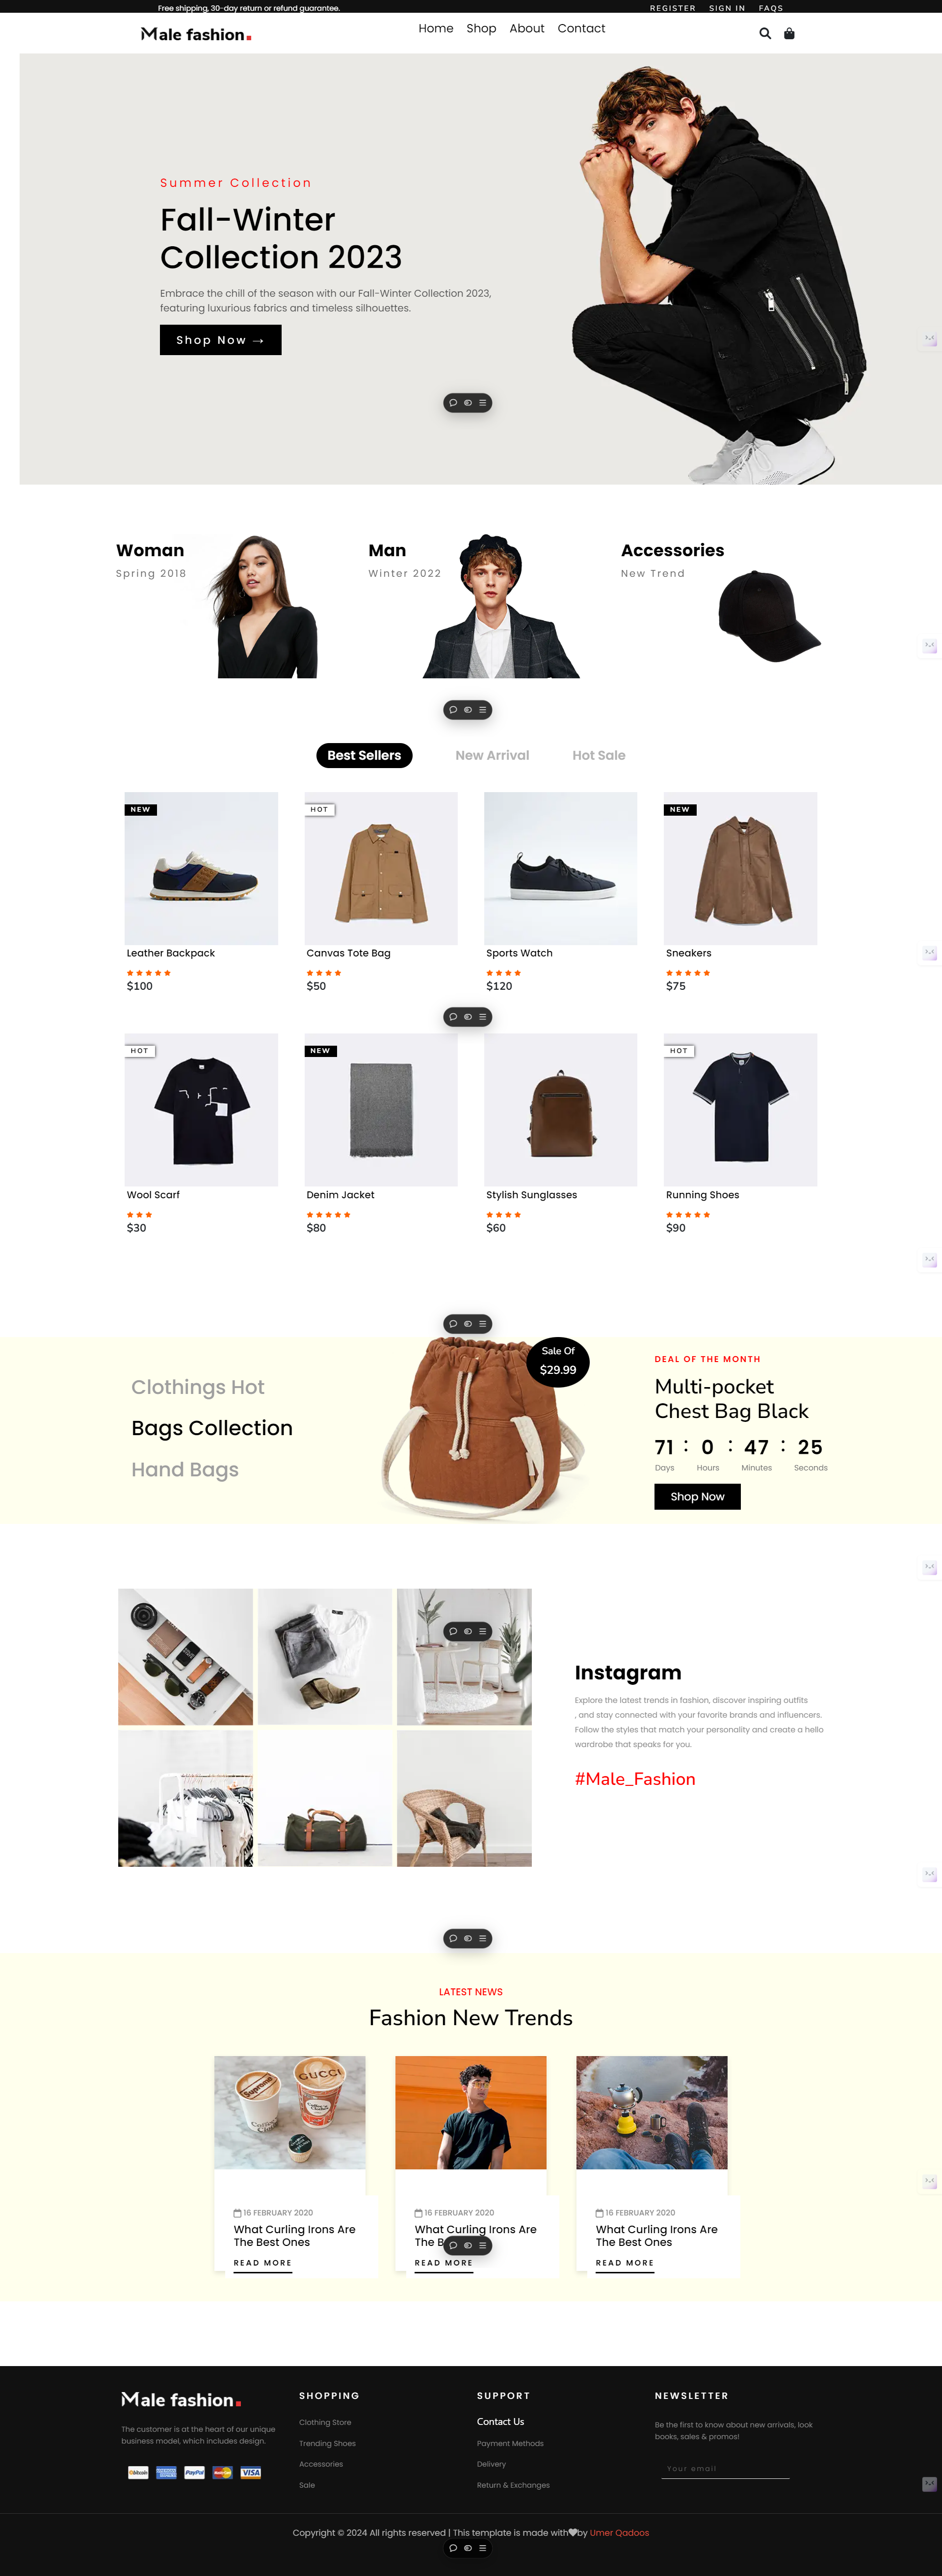 Free shipping, 30-day return or refund guarantee.
REGISTER SIGN IN FAQS
Male fashion.
Home Shop About Contact
Summer Collection
Fall-Winter
Collection 2023
Embrace the chill of the season with our Fall-Winter Collection 2023,
featuring luxurious fabrics and timeless silhouettes.
Shop Now →
Woman
Spring 2018
Man
Winter 2022
Accessories
New Trend
Best Sellers New Arrival Hot Sale
NEW
HOT
NEW
Leather Backpack
$100
Canvas Tote Bag
$50
Sports Watch
$120
Sneakers
$75
HOT
NEW
HOT
Wool Scarf
$30
Denim Jacket
$80
Stylish Sunglasses
$60
Running Shoes
$90
Clothings Hot
Bags Collection
Hand Bags
Sale Of
$29.99
DEAL OF THE MONTH
Multi-pocket
Chest Bag Black
71 : 0 : 47 : 25
Days Hours Minutes Seconds
Shop Now
Instagram
Explore the latest trends in fashion, discover inspiring outfits
, and stay connected with your favorite brands and influencers.
Follow the styles that match your personality and create a hello
wardrobe that speaks for you.
#Male_Fashion
LATEST NEWS
Fashion New Trends
Supreme
GUCCI
16 FEBRUARY 2020
What Curling Irons Are
The Best Ones
READ MORE
16 FEBRUARY 2020
What Curling Irons Are
The B
READ MORE
16 FEBRUARY 2020
What Curling Irons Are
The Best Ones
READ MORE
Male fashion.
The customer is at the heart of our unique
business model, which includes design.
PayPal
VISA
SHOPPING
Clothing Store
Trending Shoes
Accessories
Sale
SUPPORT
Contact Us
Payment Methods
Delivery
Return & Exchanges
NEWSLETTER
Be the first to know about new arrivals, look
books, sales & promos!
Your email
Copyright © 2024 All rights reserved | This template is made with by Umer Qadoos